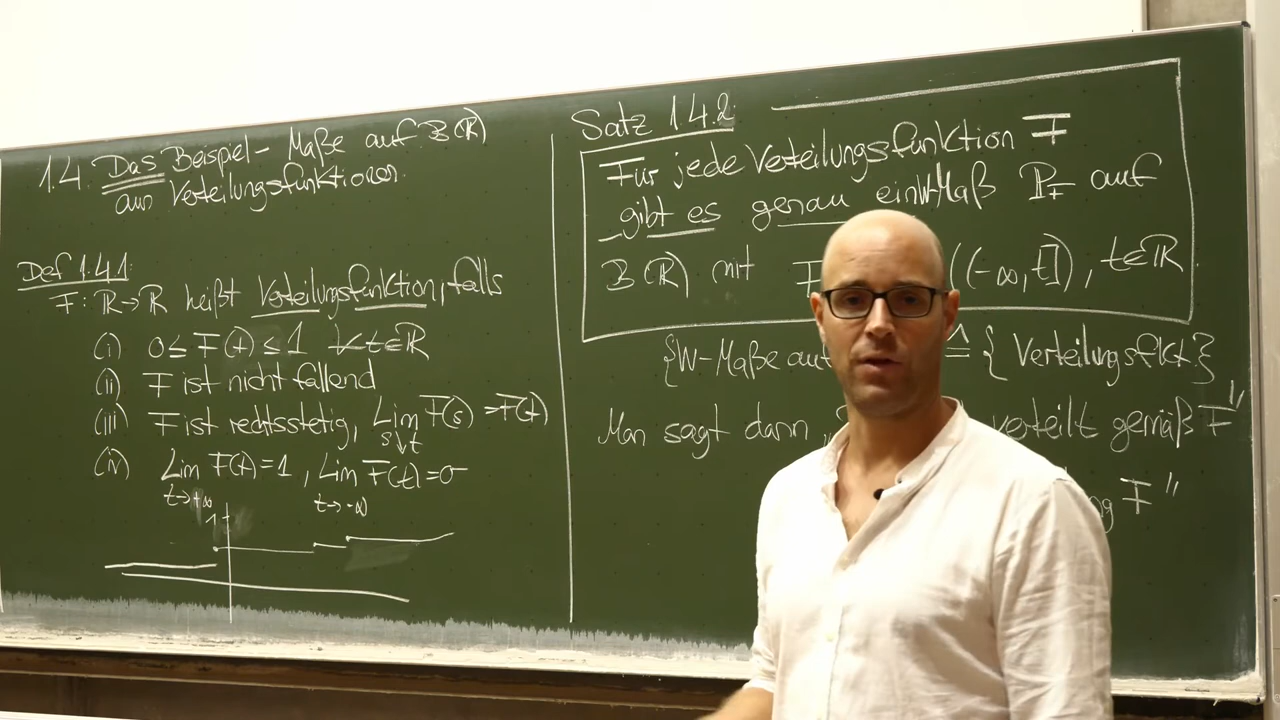 1.4. Das Beispiel – Maße auf B(R)
aus Verteilungsfunktionen.
Def 1.4.1
F: R→R heißt Verteilungsfunktion, falls
(i) 0 ≤ F(t) ≤ 1 ∀ t∈R
(ii) F ist nicht fallend
(iii) F ist rechtsstetig, Lim F(s) = F(t)
s↓t
(iv) Lim F(t) = 1, Lim F(t) = 0
t→+∞ t→-∞
1
Satz 1.4.2
Für jede Verteilungsfunktion F
gibt es genau ein W-Maß P_F auf
B(R) mit ((-∞,t]), t∈R
{W-Maße auf ≙ { Verteilungsfkt.}
Man sagt dann, verteilt gemäß F"
F"